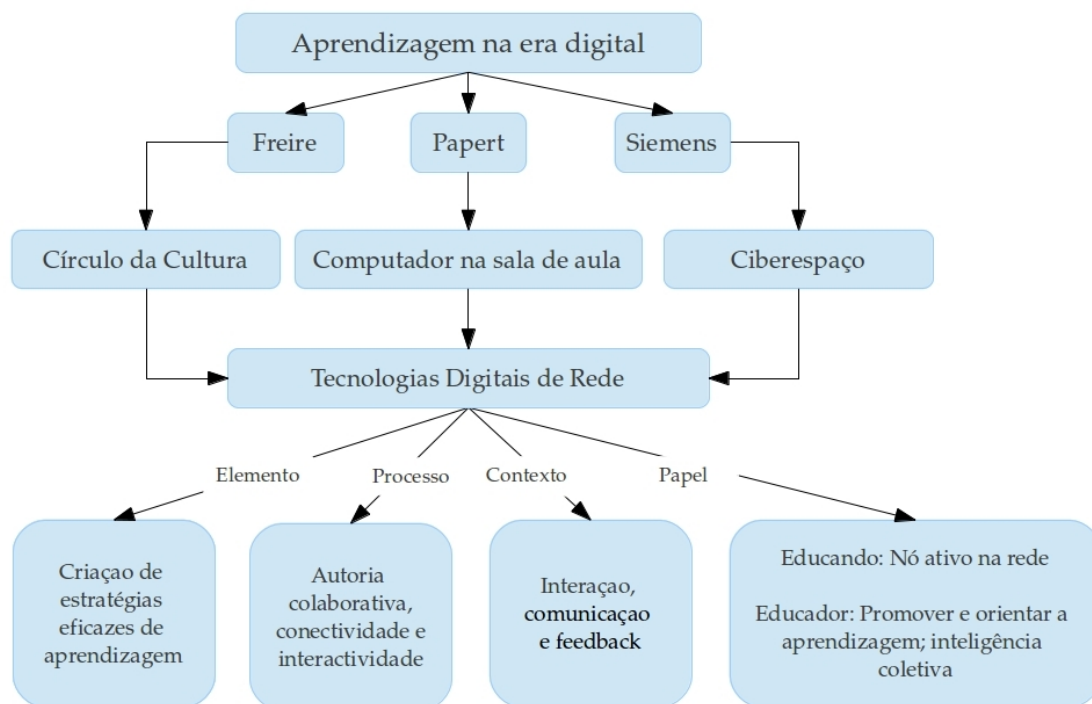 Aprendizagem na era digital
Freire
Papert
Siemens
Círculo da Cultura
Computador na sala de aula
Ciberespaço
Tecnologias Digitais de Rede
Elemento
Processo
Contexto
Papel
Criaçao de
estratégias
eficazes de
aprendizagem
Autoria
colaborativa,
conectividade e
interactividade
Interaçao,
comunicaçao
e feedback
Educando: Nó ativo na rede
Educador: Promover e orientar a
aprendizagem; inteligência
coletiva